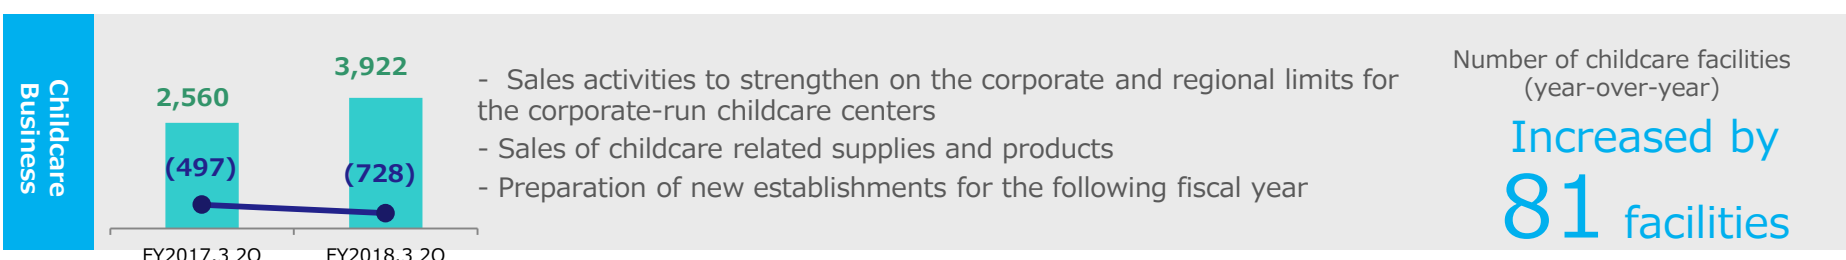 Childcare
Business
2,560
3,922
(497)
(728)
FY2017.3 2Q
FY2018.3 2Q
- Sales activities to strengthen on the corporate and regional limits for
the corporate-run childcare centers
- Sales of childcare related supplies and products
- Preparation of new establishments for the following fiscal year
Number of childcare facilities
(year-over-year)
Increased by
81 facilities